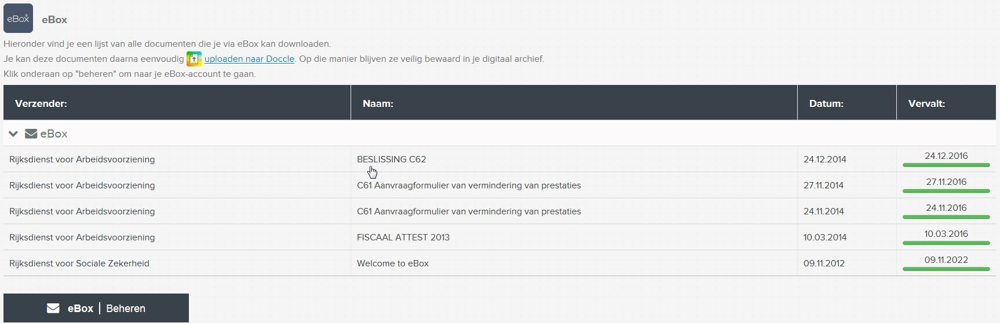 eBox
eBox
Hieronder vind je een lijst van alle documenten die je via eBox kan downloaden.
Je kan deze documenten daarna eenvoudig uploaden naar Doccle. Op die manier blijven ze veilig bewaard in je digitaal archief.
Klik onderaan op "beheren" om naar je eBox-account te gaan.
Verzender: Naam: Datum: Vervalt:
eBox
Rijksdienst voor Arbeidsvoorziening BESLISSING C62 24.12.2014 24.12.2016
Rijksdienst voor Arbeidsvoorziening C61 Aanvraagformulier van vermindering van prestaties 27.11.2014 27.11.2016
Rijksdienst voor Arbeidsvoorziening C61 Aanvraagformulier van vermindering van prestaties 24.11.2014 24.11.2016
Rijksdienst voor Arbeidsvoorziening FISCAAL ATTEST 2013 10.03.2014 10.03.2016
Rijksdienst voor Sociale Zekerheid Welcome to eBox 09.11.2012 09.11.2022
eBox | Beheren